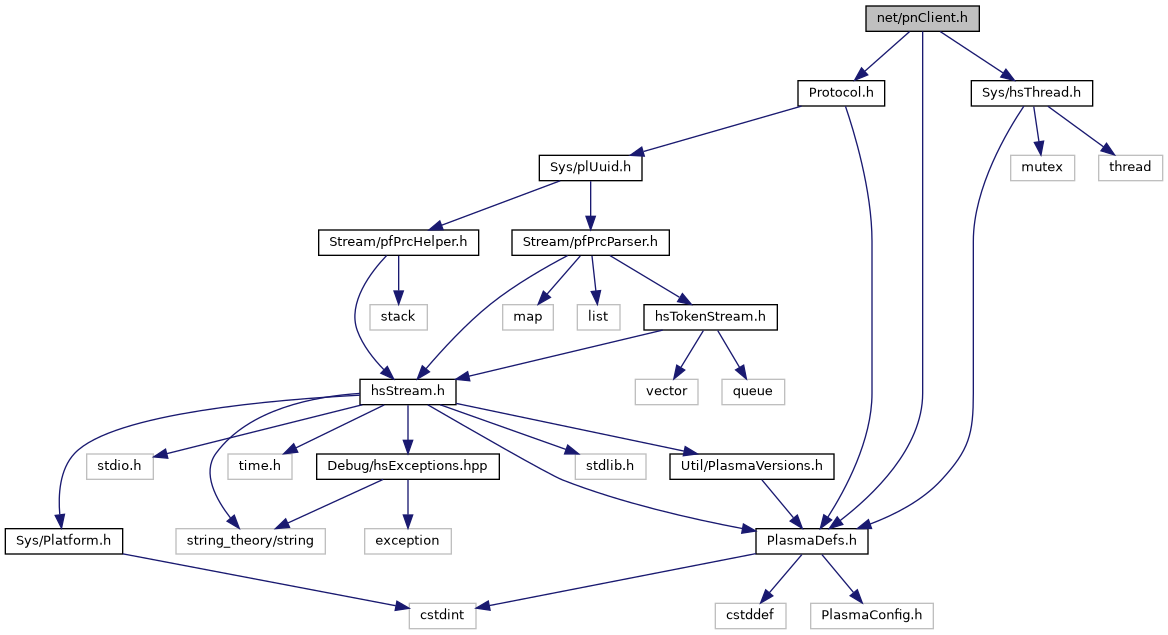 net/pnClient.h
Protocol.h
Sys/hsThread.h
Sys/plUuid.h
mutex
thread
Stream/pfPrcHelper.h
Stream/pfPrcParser.h
stack
map
list
hsTokenStream.h
hsStream.h
vector
queue
stdio.h
time.h
Debug/hsExceptions.hpp
stdlib.h
Util/PlasmaVersions.h
Sys/Platform.h
string_theory/string
exception
PlasmaDefs.h
cstdint
cstddef
PlasmaConfig.h